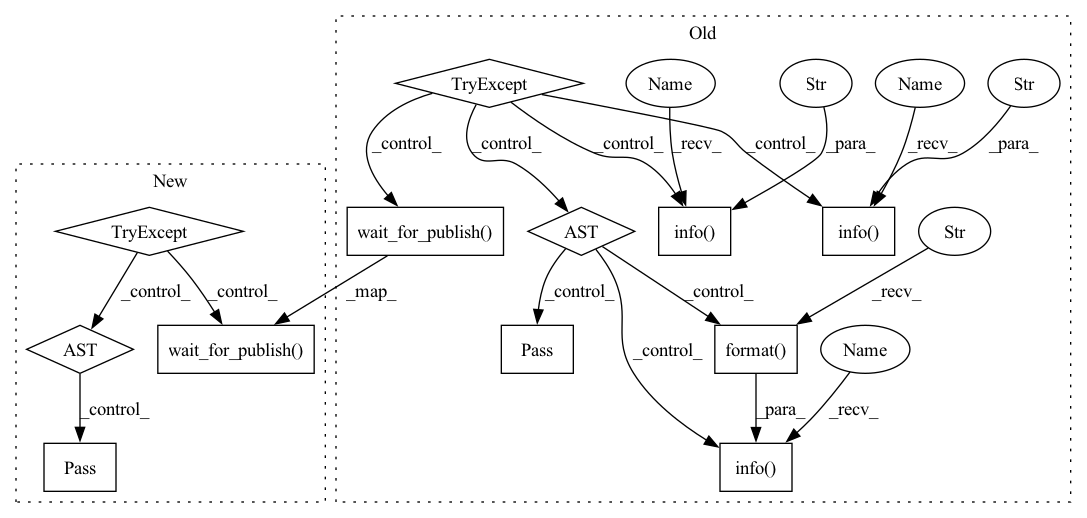 Old
TryExcept
Name
Str
Name
Str
_control_
_control_
_control_
_recv_
_para_
_control_
_recv_
_para_
New
TryExcept
wait_for_publish()
AST
info()
info()
Str
_control_
_control_
_map_
_control_
_control_
_recv_
AST
wait_for_publish()
Pass
_control_
format()
Name
_control_
_para_
_recv_
Pass
info()